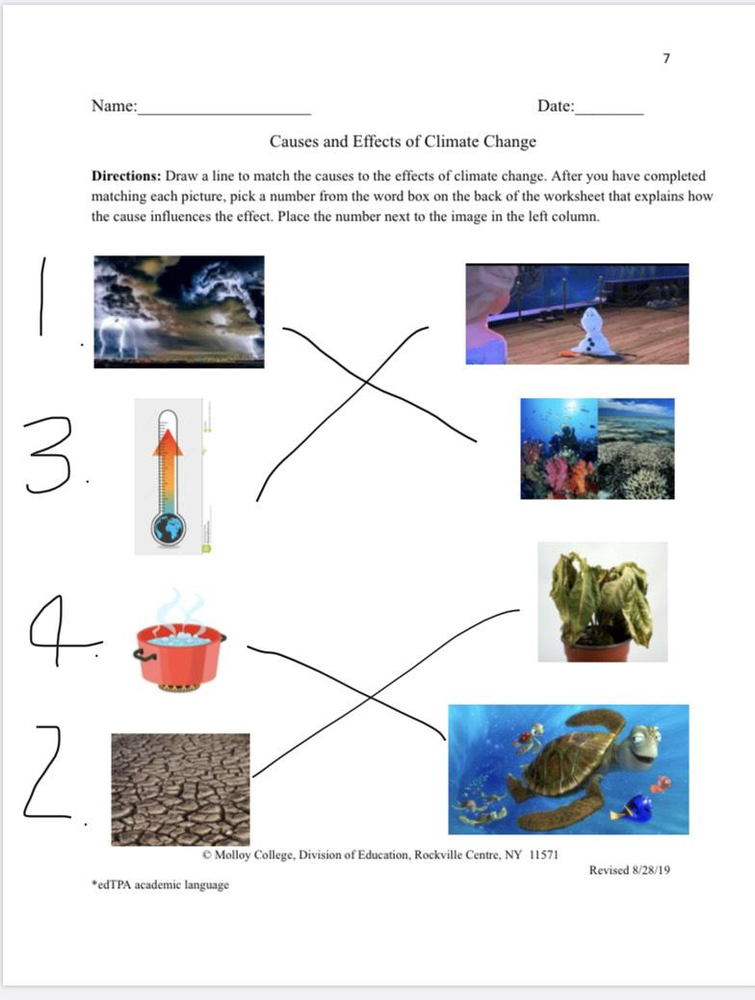 7
Name:____________________ Date:________
Causes and Effects of Climate Change
Directions: Draw a line to match the causes to the effects of climate change. After you have completed
matching each picture, pick a number from the word box on the back of the worksheet that explains how
the cause influences the effect. Place the number next to the image in the left column.
1.
3.
4.
2.
© Molloy College, Division of Education, Rockville Centre, NY 11571
Revised 8/28/19
*edTPA academic language